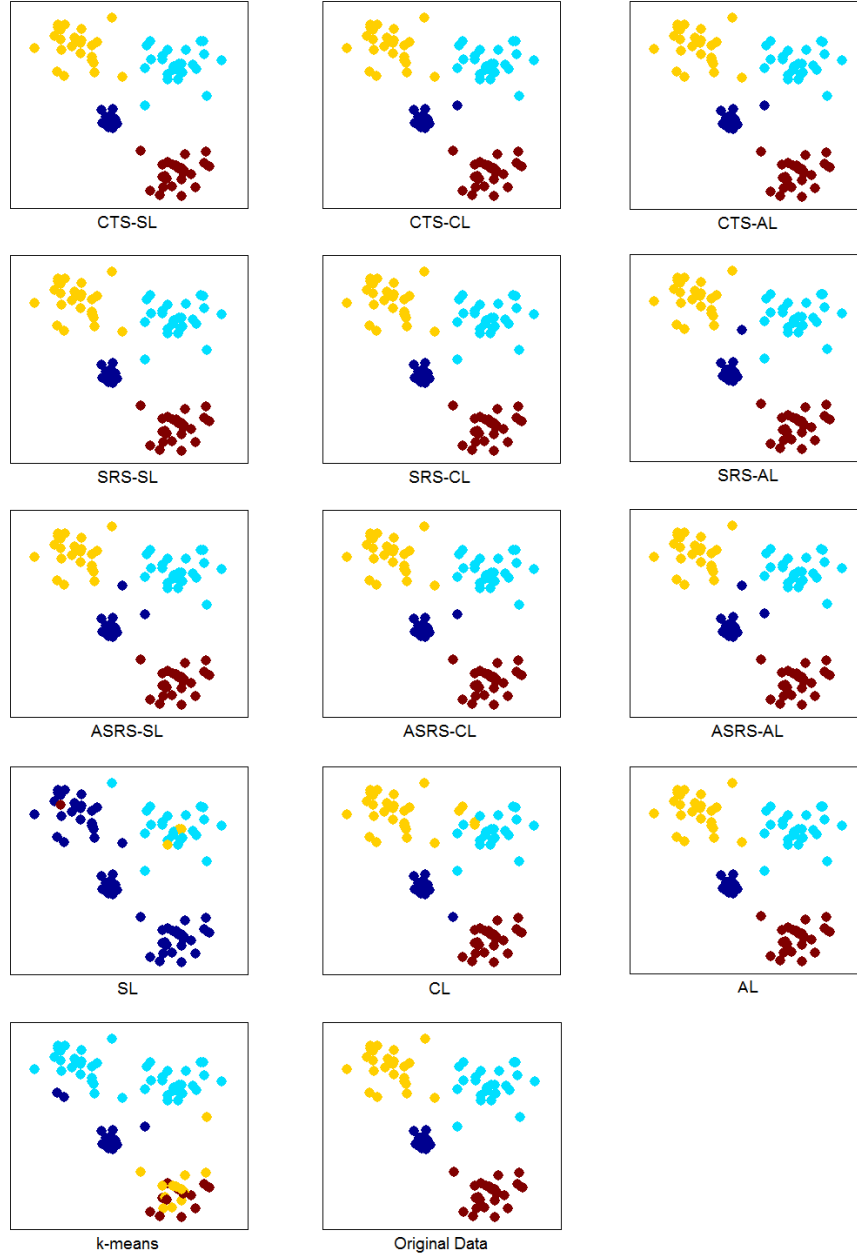 CTS-SL
CTS-CL
CTS-AL
SRS-SL
SRS-CL
SRS-AL
ASRS-SL
ASRS-CL
ASRS-AL
SL
CL
AL
k-means
Original Data